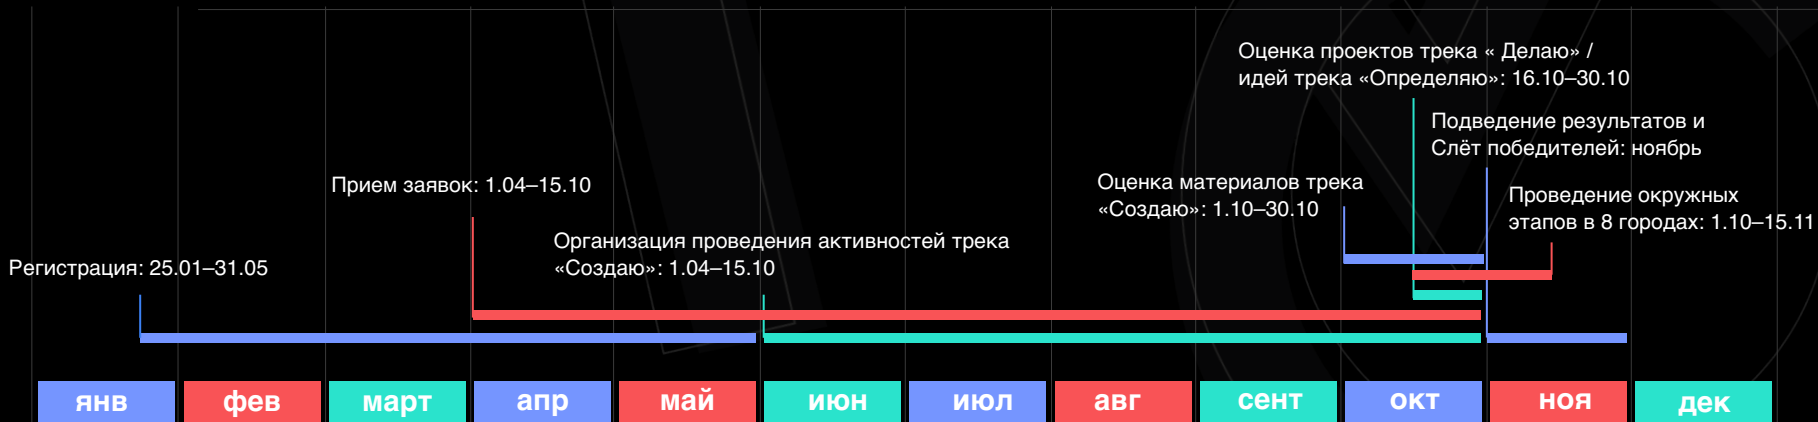 Оценка проектов трека « Делаю» /
идей трека «Определяю»: 16.10–30.10
Подведение результатов и
Слёт победителей: ноябрь
Прием заявок: 1.04–15.10
Оценка материалов трека
«Создаю»: 1.10–30.10
Проведение окружных
этапов в 8 городах: 1.10–15.11
Организация проведения активностей трека
«Создаю»: 1.04–15.10
Регистрация: 25.01–31.05
янв фев март апр май июн июл авг сент окт ноя дек